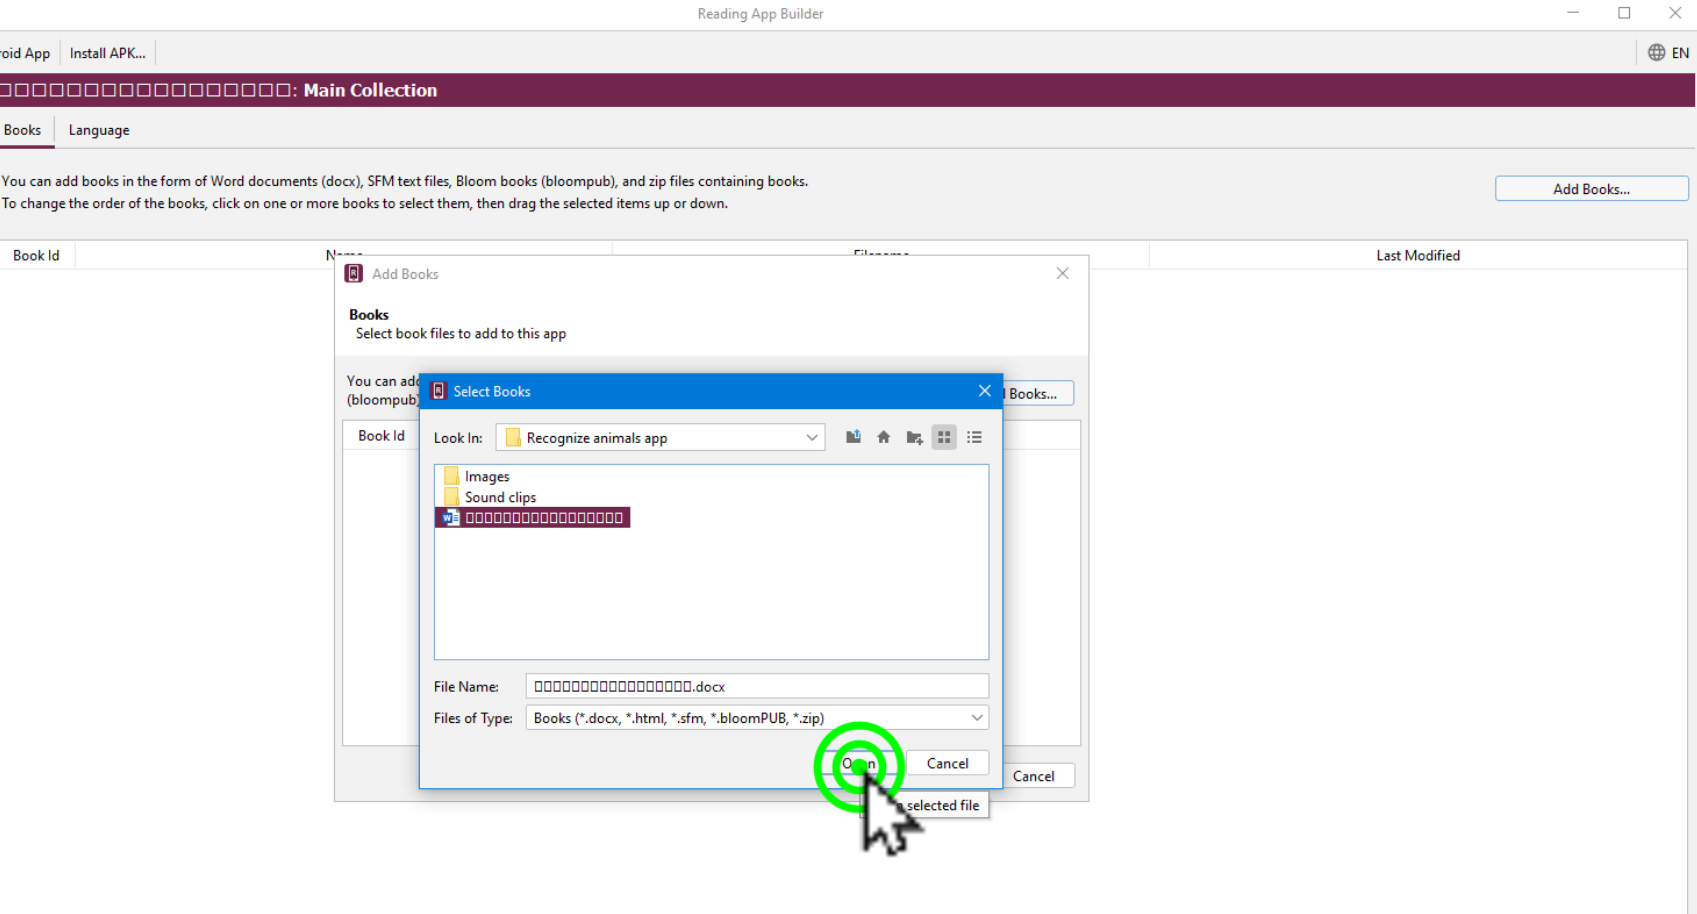 Reading App Builder
Install APK...
EN
: Main Collection
Books
Language
You can add books in the form of Word documents (docx), SFM text files, Bloom books (bloompub), and zip files containing books.
To change the order of the books, click on one or more books to select them, then drag the selected items up or down.
Add Books...
Book Id
Name
Filename
Last Modified
Add Books
Books
Select book files to add to this app
You can add
(bloompub)
Books...
Book Id
Select Books
Look In:
Recognize animals app
Images
Sound clips
File Name:
.docx
Files of Type:
Books (*.docx, *.html, *.sfm, *.bloomPUB, *.zip)
Open
Cancel
Cancel
selected file